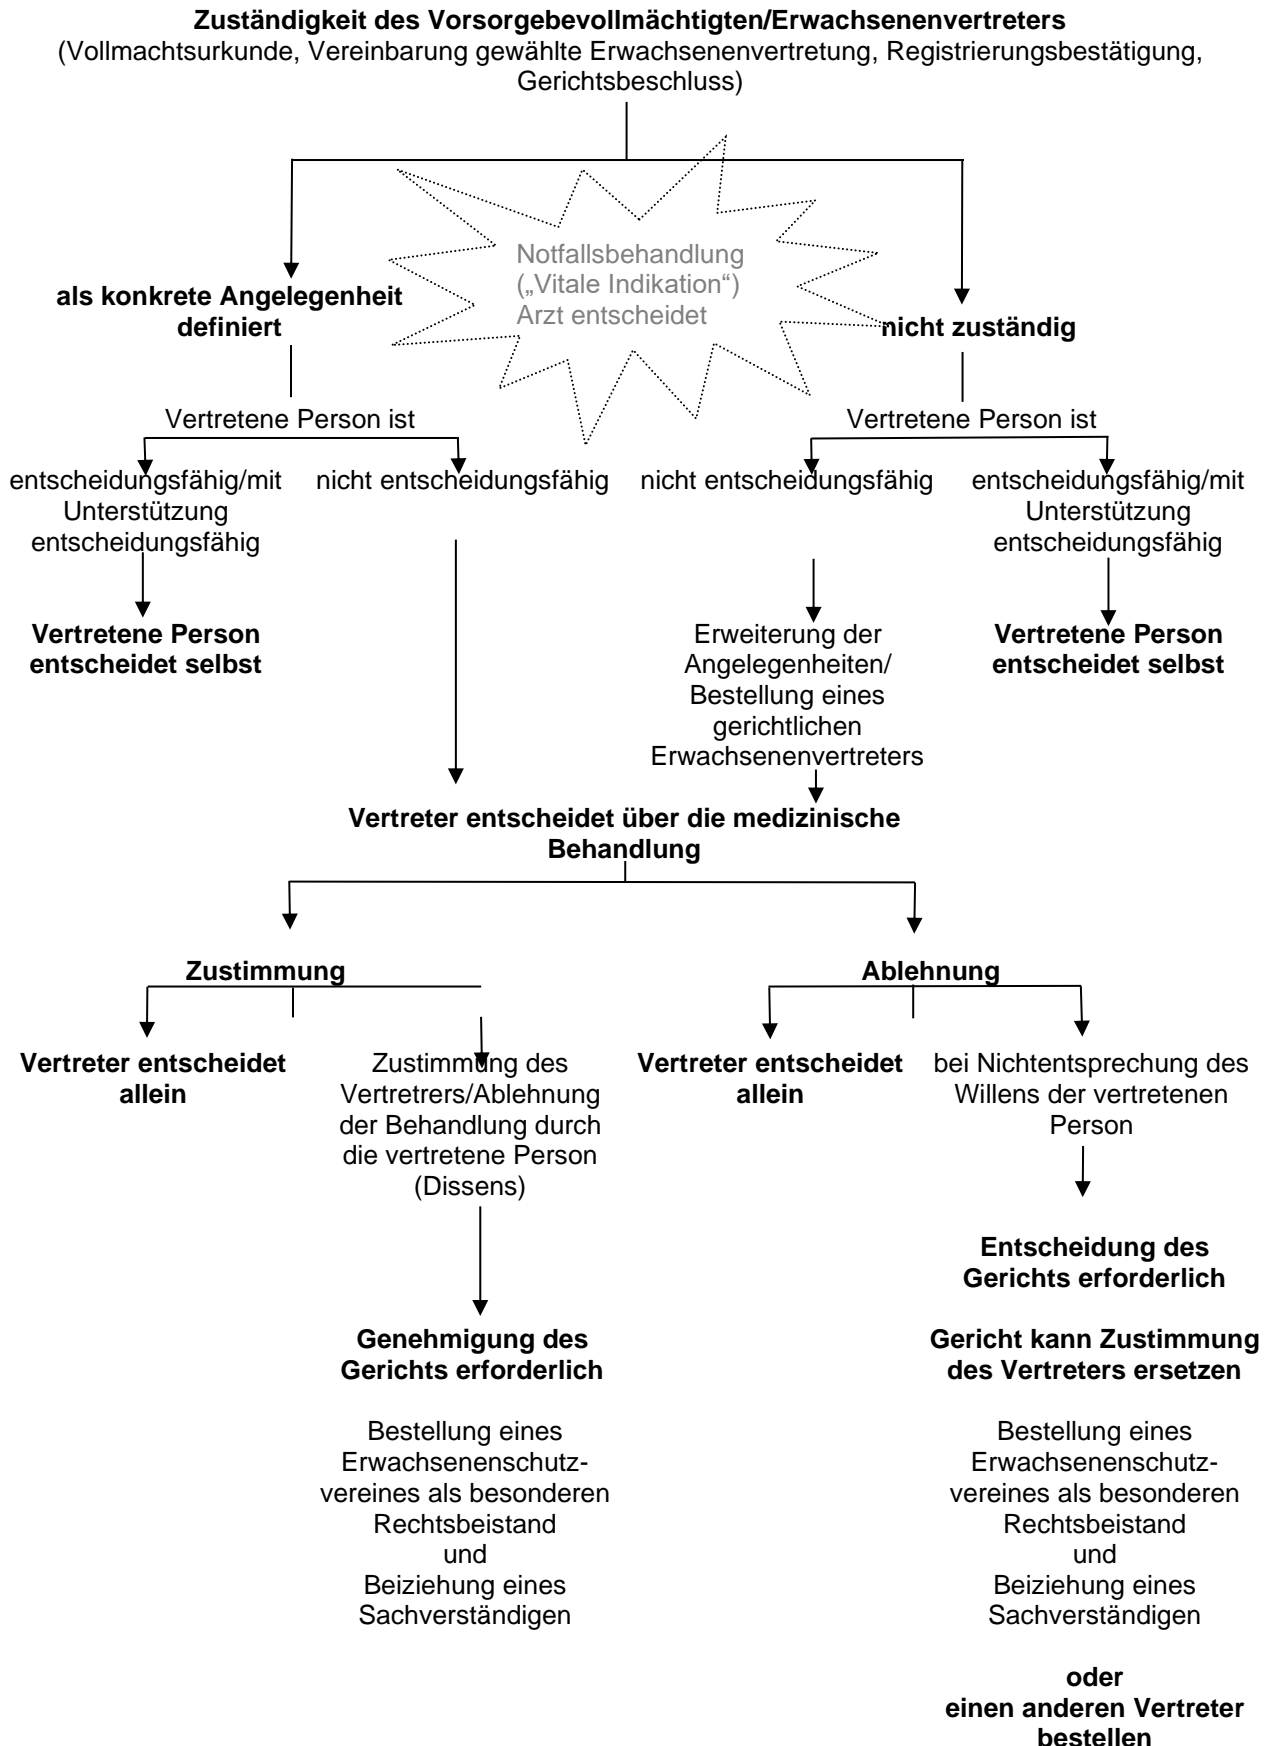 Zuständigkeit des Vorsorgebevollmächtigten/Erwachsenenvertreters
(Vollmachtsurkunde, Vereinbarung gewählte Erwachsenenvertretung, Registrierungsbestätigung,
Gerichtsbeschluss)
Notfallsbehandlung
(„Vitale Indikation“)
Arzt entscheidet
als konkrete Angelegenheit
definiert
nicht zuständig
Vertretene Person ist
Vertretene Person ist
entscheidungsfähig/mit
Unterstützung
entscheidungsfähig
nicht entscheidungsfähig
nicht entscheidungsfähig
entscheidungsfähig/mit
Unterstützung
entscheidungsfähig
Vertretene Person
entscheidet selbst
Erweiterung der
Angelegenheiten/
Bestellung eines
gerichtlichen
Erwachsenenvertreters
Vertretene Person
entscheidet selbst
Vertreter entscheidet über die medizinische
Behandlung
Zustimmung
Ablehnung
Vertreter entscheidet
allein
Zustimmung des
Vertretrers/Ablehnung
der Behandlung durch
die vertretene Person
(Dissens)
Vertreter entscheidet
allein
bei Nichtentsprechung des
Willens der vertretenen
Person
Genehmigung des
Gerichts erforderlich
Bestellung eines
Erwachsenenschutz-
vereines als besonderen
Rechtsbeistand
und
Beiziehung eines
Sachverständigen
Entscheidung des
Gerichts erforderlich
Gericht kann Zustimmung
des Vertreters ersetzen
Bestellung eines
Erwachsenenschutz-
vereines als besonderen
Rechtsbeistand
und
Beiziehung eines
Sachverständigen
oder
einen anderen Vertreter
bestellen